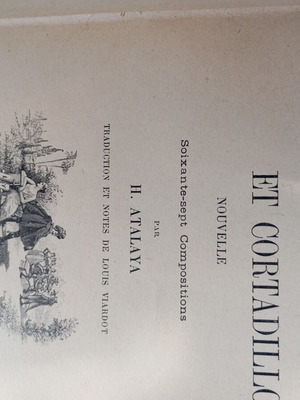 ET CORTADILLO
NOUVELLE
Soixante-sept Compositions
PAR
H. ATALAYA
TRADUCTION ET NOTES DE LOUIS VIARDOT